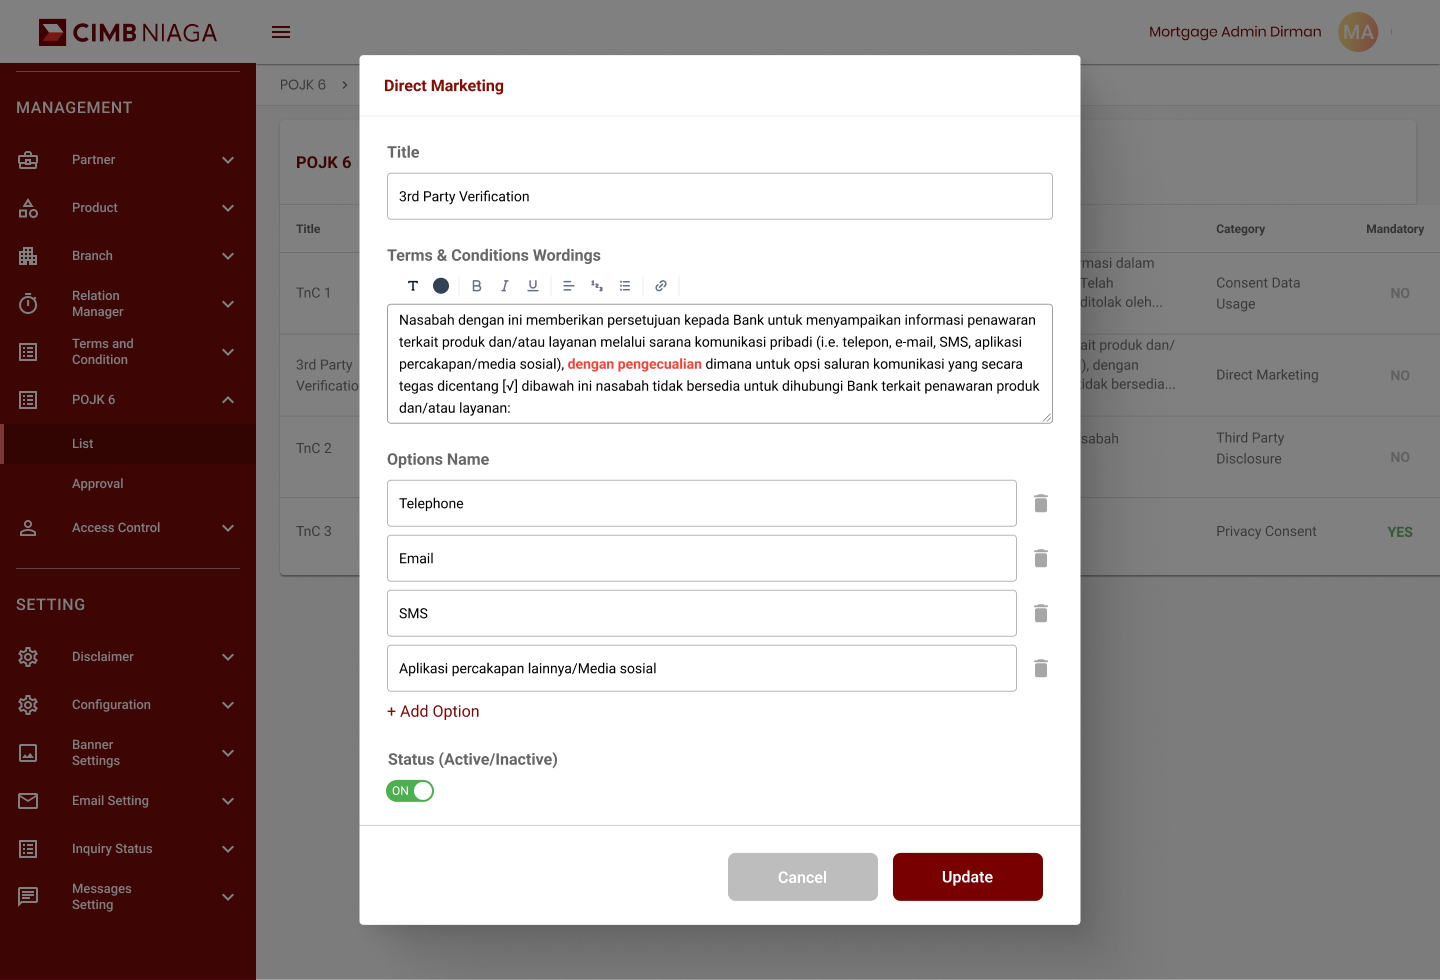 CIMB NIAGA
Mortgage Admin Dirman
MA
MANAGEMENT
Partner
Product
Branch
Relation
Manager
Terms and
Condition
POJK 6
List
Approval
Access Control
SETTING
Disclaimer
Configuration
Banner
Settings
Email Setting
Inquiry Status
Messages
Setting
POJK 6
POJK 6
Title
Category
Mandatory
TnC 1
rmasi dalam
Telah
ditolak oleh...
Consent Data
Usage
NO
3rd Party
Verificatio
it produk dan/
), dengan
bersedia...
Direct Marketing
NO
TnC 2
sabah
Third Party
Disclosure
NO
TnC 3
Privacy Consent
YES
Direct Marketing
Title
3rd Party Verification
Terms & Conditions Wordings
T B I U
Nasabah dengan ini memberikan persetujuan kepada Bank untuk menyampaikan informasi penawaran
terkait produk dan/atau layanan melalui sarana komunikasi pribadi (i.e. telepon, e-mail, SMS, aplikasi
percakapan/media sosial), dengan pengecualian dimana untuk opsi saluran komunikasi yang secara
tegas dicentang [√] dibawah ini nasabah tidak bersedia untuk dihubungi Bank terkait penawaran produk
dan/atau layanan:
Options Name
Telephone
Email
SMS
Aplikasi percakapan lainnya/Media sosial
+ Add Option
Status (Active/Inactive)
ON
Cancel
Update